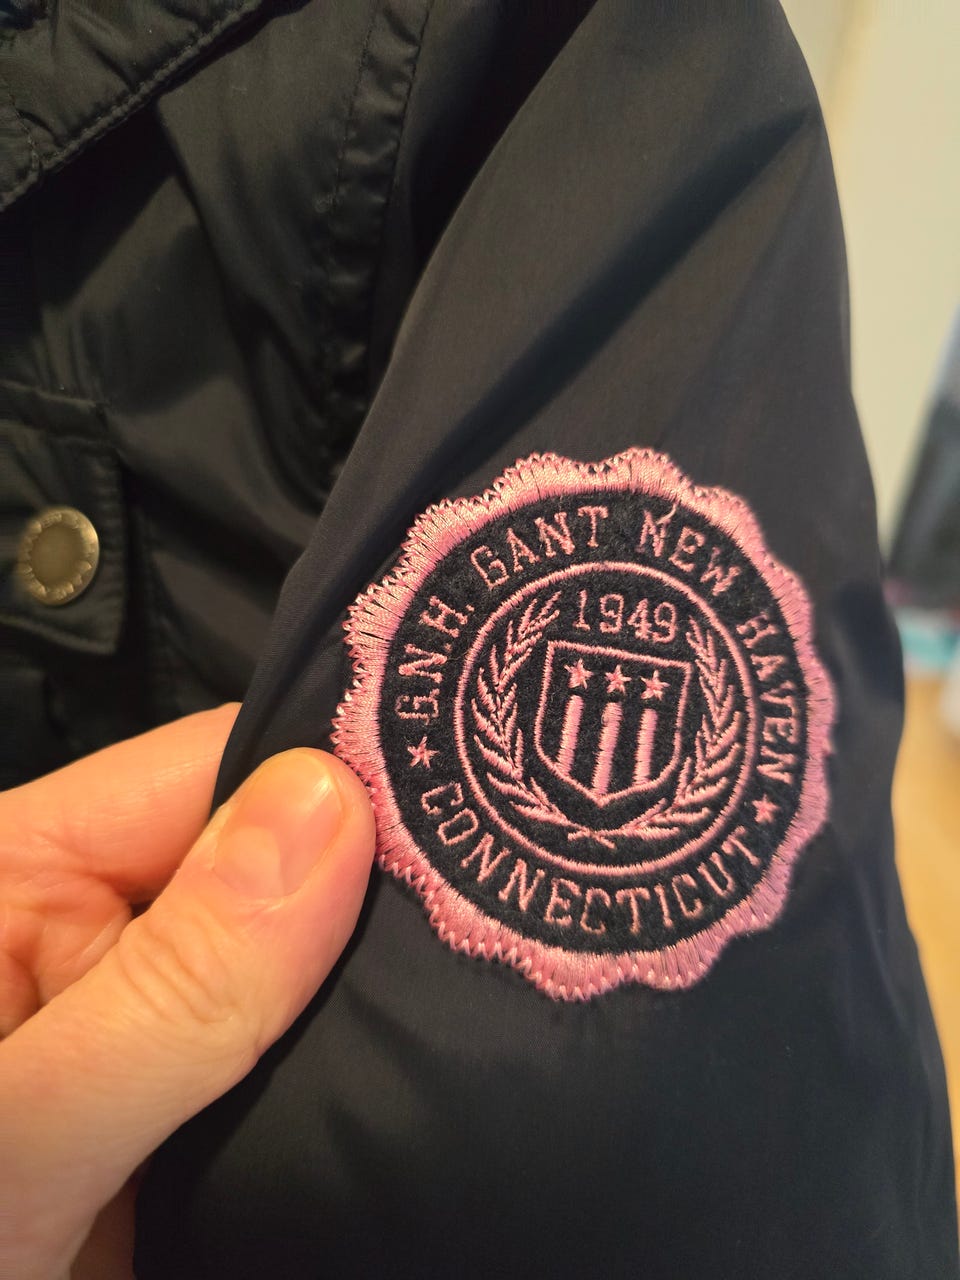 G.N.H. GANT NEW HAVEN
1949
CONNECTICUT